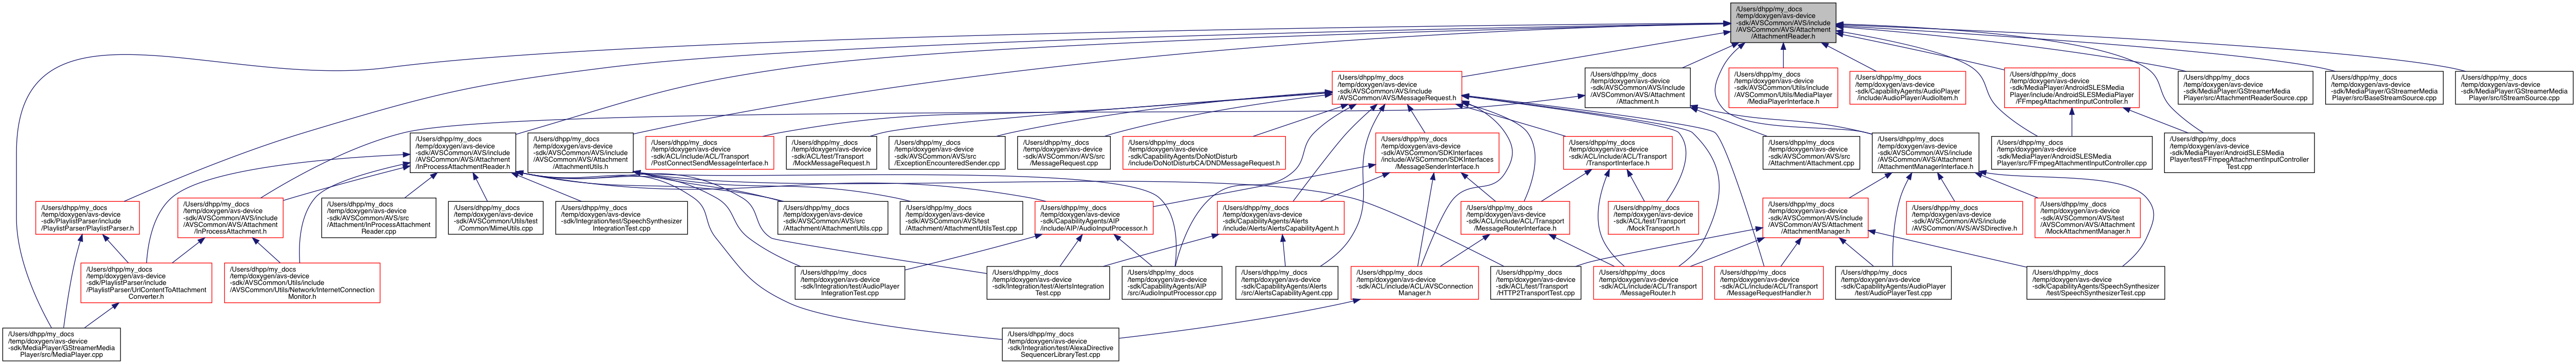 /Users/dhpp/my_docs
/temp/doxygen/avs-device
-sdk/AVSCommon/AVS/include
/AVSCommon/AVS/Attachment
/AttachmentReader.h
/Users/dhpp/my_docs
/temp/doxygen/avs-device
-sdk/AVSCommon/AVS/include
/AVSCommon/AVS/MessageRequest.h
/Users/dhpp/my_docs
/temp/doxygen/avs-device
-sdk/AVSCommon/AVS/include
/AVSCommon/AVS/Attachment
/Attachment.h
/Users/dhpp/my_docs
/temp/doxygen/avs-device
-sdk/AVSCommon/Utils/include
/AVSCommon/Utils/MediaPlayer
/MediaPlayerInterface.h
/Users/dhpp/my_docs
/temp/doxygen/avs-device
-sdk/CapabilityAgents/AudioPlayer
/include/AudioPlayer/AudioItem.h
/Users/dhpp/my_docs
/temp/doxygen/avs-device
-sdk/MediaPlayer/AndroidSLESMedia
Player/include/AndroidSLESMediaPlayer
/FFmpegAttachmentInputController.h
/Users/dhpp/my_docs
/temp/doxygen/avs-device
-sdk/MediaPlayer/GStreamerMedia
Player/src/AttachmentReaderSource.cpp
/Users/dhpp/my_docs
/temp/doxygen/avs-device
-sdk/MediaPlayer/GStreamerMedia
Player/src/BaseStreamSource.cpp
/Users/dhpp/my_docs
/temp/doxygen/avs-device
-sdk/MediaPlayer/GStreamerMedia
Player/src/IStreamSource.cpp
/Users/dhpp/my_docs
/temp/doxygen/avs-device
-sdk/AVSCommon/AVS/include
/AVSCommon/AVS/Attachment
/InProcessAttachmentReader.h
/Users/dhpp/my_docs
/temp/doxygen/avs-device
-sdk/AVSCommon/AVS/include
/AVSCommon/AVS/Attachment
/AttachmentUtils.h
/Users/dhpp/my_docs
/temp/doxygen/avs-device
-sdk/ACL/include/ACL/Transport
/PostConnectSendMessageInterface.h
/Users/dhpp/my_docs
/temp/doxygen/avs-device
-sdk/ACL/test/Transport
/MockMessageRequest.h
/Users/dhpp/my_docs
/temp/doxygen/avs-device
-sdk/AVSCommon/AVS/src
/ExceptionEncounteredSender.cpp
/Users/dhpp/my_docs
/temp/doxygen/avs-device
-sdk/AVSCommon/AVS/src
/MessageRequest.cpp
/Users/dhpp/my_docs
/temp/doxygen/avs-device
-sdk/CapabilityAgents/DoNotDisturb
/include/DoNotDisturbCA/DNDMessageRequest.h
/Users/dhpp/my_docs
/temp/doxygen/avs-device
-sdk/AVSCommon/SDKInterfaces
/include/AVSCommon/SDKInterfaces
/MessageSenderInterface.h
/Users/dhpp/my_docs
/temp/doxygen/avs-device
-sdk/ACL/include/ACL/Transport
/TransportInterface.h
/Users/dhpp/my_docs
/temp/doxygen/avs-device
-sdk/AVSCommon/AVS/src
/Attachment/Attachment.cpp
/Users/dhpp/my_docs
/temp/doxygen/avs-device
-sdk/AVSCommon/AVS/include
/AVSCommon/AVS/Attachment
/AttachmentManagerInterface.h
/Users/dhpp/my_docs
/temp/doxygen/avs-device
-sdk/MediaPlayer/AndroidSLESMedia
Player/src/FFmpegAttachmentInputController.cpp
/Users/dhpp/my_docs
/temp/doxygen/avs-device
-sdk/MediaPlayer/AndroidSLESMedia
Player/test/FFmpegAttachmentInputController
Test.cpp
/Users/dhpp/my_docs
/temp/doxygen/avs-device
-sdk/PlaylistParser/include
/PlaylistParser/PlaylistParser.h
/Users/dhpp/my_docs
/temp/doxygen/avs-device
-sdk/AVSCommon/AVS/include
/AVSCommon/AVS/Attachment
/InProcessAttachment.h
/Users/dhpp/my_docs
/temp/doxygen/avs-device
-sdk/AVSCommon/AVS/src
/Attachment/InProcessAttachment
Reader.cpp
/Users/dhpp/my_docs
/temp/doxygen/avs-device
-sdk/AVSCommon/Utils/test
/Common/MimeUtils.cpp
/Users/dhpp/my_docs
/temp/doxygen/avs-device
-sdk/Integration/test/SpeechSynthesizer
IntegrationTest.cpp
/Users/dhpp/my_docs
/temp/doxygen/avs-device
-sdk/AVSCommon/AVS/src
/Attachment/AttachmentUtils.cpp
/Users/dhpp/my_docs
/temp/doxygen/avs-device
-sdk/AVSCommon/AVS/test
/Attachment/AttachmentUtilsTest.cpp
/Users/dhpp/my_docs
/temp/doxygen/avs-device
-sdk/CapabilityAgents/AIP
/include/AIP/AudioInputProcessor.h
/Users/dhpp/my_docs
/temp/doxygen/avs-device
-sdk/CapabilityAgents/Alerts
/include/Alerts/AlertsCapabilityAgent.h
/Users/dhpp/my_docs
/temp/doxygen/avs-device
-sdk/ACL/include/ACL/Transport
/MessageRouterInterface.h
/Users/dhpp/my_docs
/temp/doxygen/avs-device
-sdk/ACL/test/Transport
/MockTransport.h
/Users/dhpp/my_docs
/temp/doxygen/avs-device
-sdk/AVSCommon/AVS/include
/AVSCommon/AVS/Attachment
/AttachmentManager.h
/Users/dhpp/my_docs
/temp/doxygen/avs-device
-sdk/AVSCommon/AVS/include
/AVSCommon/AVS/AVSDirective.h
/Users/dhpp/my_docs
/temp/doxygen/avs-device
-sdk/AVSCommon/AVS/test
/AVSCommon/AVS/Attachment
/MockAttachmentManager.h
/Users/dhpp/my_docs
/temp/doxygen/avs-device
-sdk/PlaylistParser/include
/PlaylistParser/UrlContentToAttachment
Converter.h
/Users/dhpp/my_docs
/temp/doxygen/avs-device
-sdk/AVSCommon/Utils/include
/AVSCommon/Utils/Network/InternetConnection
Monitor.h
/Users/dhpp/my_docs
/temp/doxygen/avs-device
-sdk/Integration/test/AudioPlayer
IntegrationTest.cpp
/Users/dhpp/my_docs
/temp/doxygen/avs-device
-sdk/Integration/test/AlertsIntegration
Test.cpp
/Users/dhpp/my_docs
/temp/doxygen/avs-device
-sdk/CapabilityAgents/AIP
/src/AudioInputProcessor.cpp
/Users/dhpp/my_docs
/temp/doxygen/avs-device
-sdk/CapabilityAgents/Alerts
/src/AlertsCapabilityAgent.cpp
/Users/dhpp/my_docs
/temp/doxygen/avs-device
-sdk/ACL/include/ACL/AVSConnection
Manager.h
/Users/dhpp/my_docs
/temp/doxygen/avs-device
-sdk/ACL/test/Transport
/HTTP2TransportTest.cpp
/Users/dhpp/my_docs
/temp/doxygen/avs-device
-sdk/ACL/include/ACL/Transport
/MessageRouter.h
/Users/dhpp/my_docs
/temp/doxygen/avs-device
-sdk/ACL/include/ACL/Transport
/MessageRequestHandler.h
/Users/dhpp/my_docs
/temp/doxygen/avs-device
-sdk/CapabilityAgents/AudioPlayer
/test/AudioPlayerTest.cpp
/Users/dhpp/my_docs
/temp/doxygen/avs-device
-sdk/CapabilityAgents/SpeechSynthesizer
/test/SpeechSynthesizerTest.cpp
/Users/dhpp/my_docs
/temp/doxygen/avs-device
-sdk/MediaPlayer/GStreamerMedia
Player/src/MediaPlayer.cpp
/Users/dhpp/my_docs
/temp/doxygen/avs-device
-sdk/Integration/test/AlexaDirective
SequencerLibraryTest.cpp